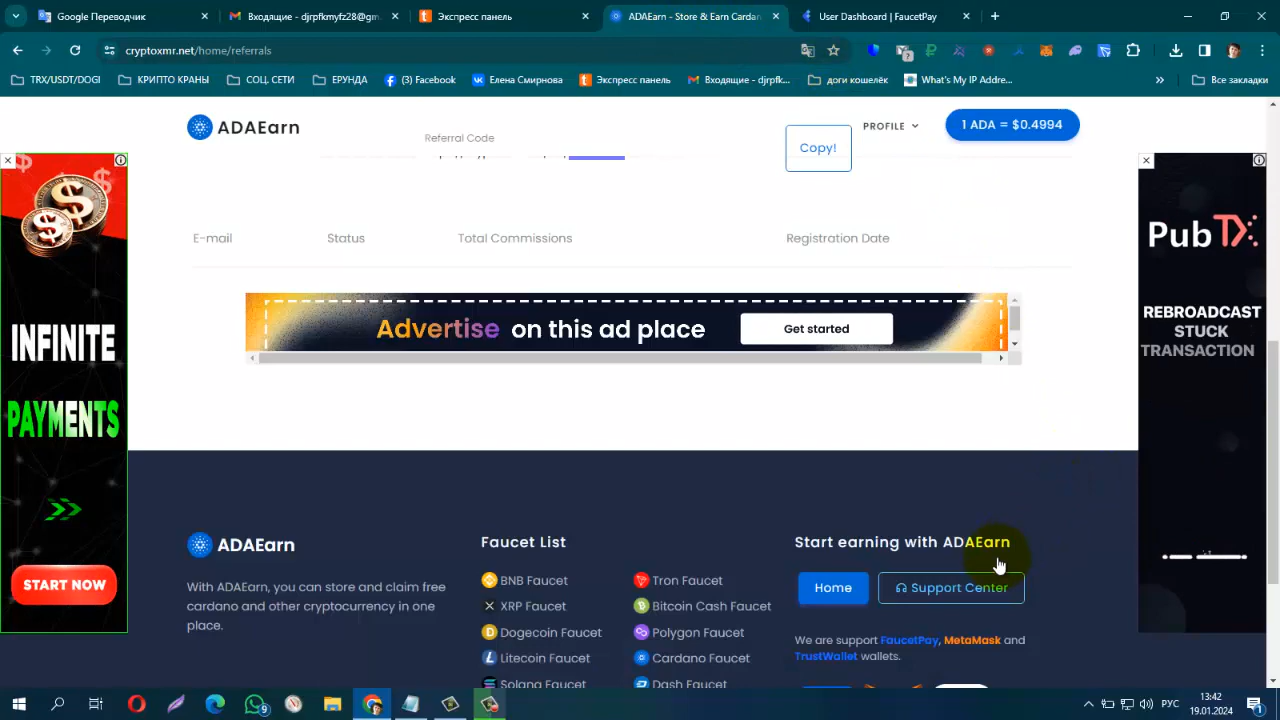 Google Переводчик
Входящие - djrpfkmyfz28@gm
Экспресс панель
ADAEarn - Store & Earn Cardan
User Dashboard | FaucetPay
cryptoxmr.net/home/referrals
TRX/USDT/DOGI
КРИПТО КРАНЫ
СОЦ. СЕТИ
ЕРУНДА
(3) Facebook
Елена Смирнова
Экспресс панель
Входящие - djrpfk...
доги кошелёк
What's My IP Addre...
Все закладки
ADAEarn
Referral Code
Copy!
PROFILE
1 ADA = $0.4994
E-mail
Status
Total Commissions
Registration Date
Advertise on this ad place
Get started
INFINITE
PAYMENTS
START NOW
PubTX
REBROADCAST
STUCK
TRANSACTION
ADAEarn
With ADAEarn, you can store and claim free
cardano and other cryptocurrency in one
place.
Faucet List
BNB Faucet
Tron Faucet
XRP Faucet
Bitcoin Cash Faucet
Dogecoin Faucet
Polygon Faucet
Litecoin Faucet
Cardano Faucet
Solana Faucet
Dash Faucet
Start earning with ADAEarn
Home
Support Center
We are support FaucetPay, MetaMask and
TrustWallet wallets.
РУС
13:42
19.01.2024